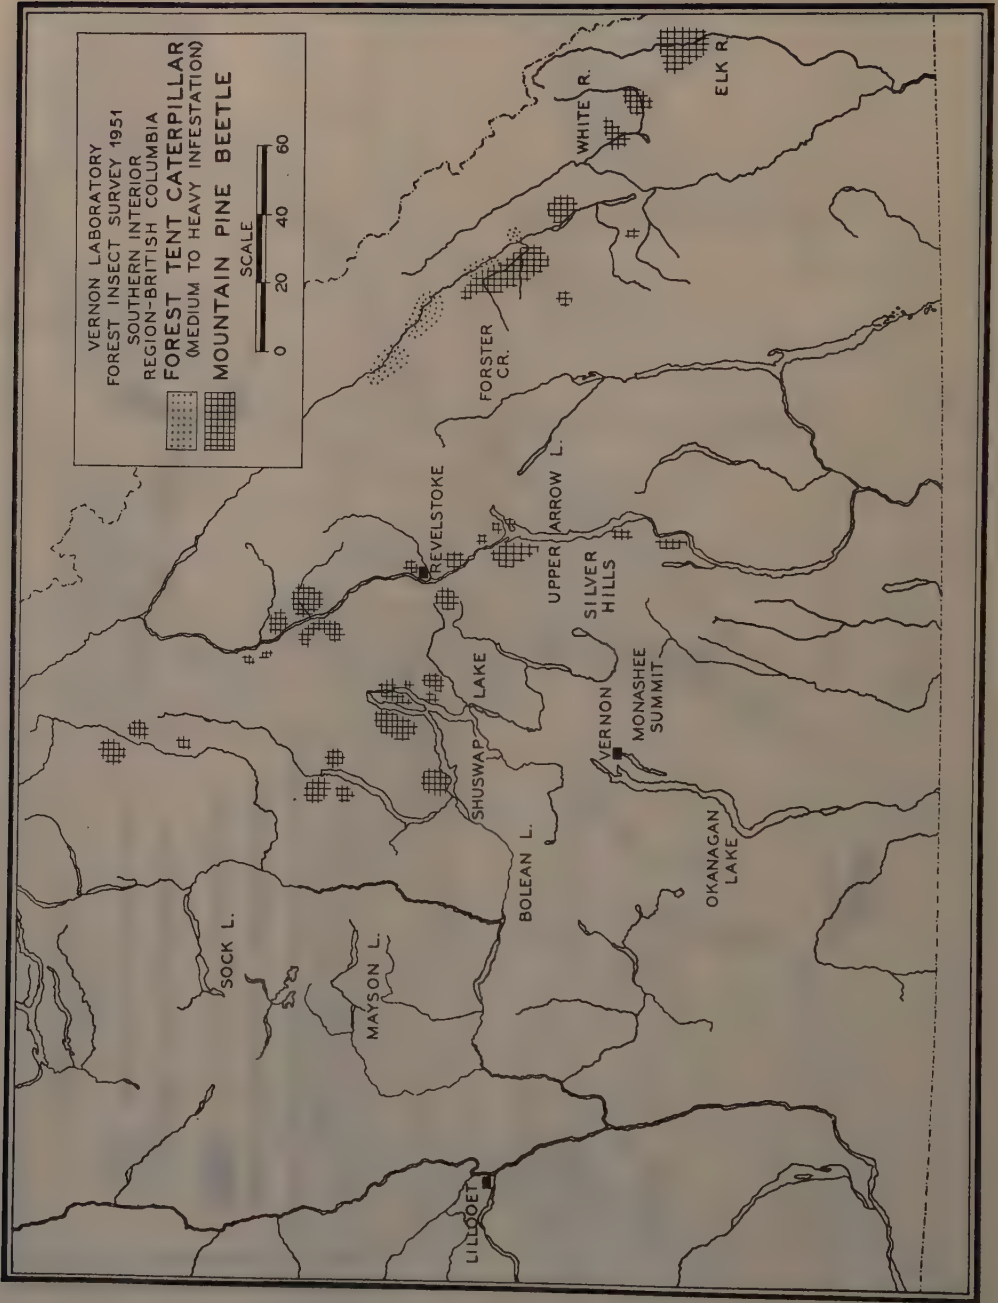 VERNON LABORATORY
FOREST INSECT SURVEY 1951
SOUTHERN INTERIOR
REGION-BRITISH COLUMBIA
FOREST TENT CATERPILLAR
(MEDIUM TO HEAVY INFESTATION)
MOUNTAIN PINE BEETLE
SCALE
0 20 40 60
WHITE R.
ELK R.
FORSTER
CR.
REVELSTOKE
UPPER ARROW L.
SILVER
HILLS
SHUSWAP LAKE
VERNON
MONASHEE
SUMMIT
BOLEAN L.
OKANAGAN
LAKE
SOCK L.
MAYSON L.
LILLOOET